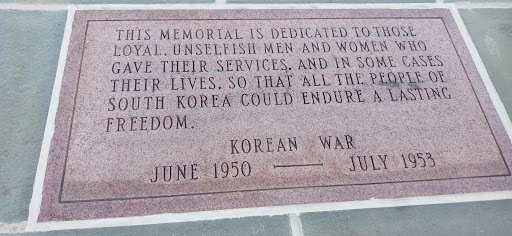 THIS MEMORIAL IS DEDICATED TO THOSE
LOYAL, UNSELFISH MEN AND WOMEN WHO
GAVE THEIR SERVICES, AND IN SOME CASES
THEIR LIVES, SO THAT ALL THE PEOPLE OF
SOUTH KOREA COULD ENDURE A LASTING
FREEDOM.
KOREAN WAR
JUNE 1950 — JULY 1953